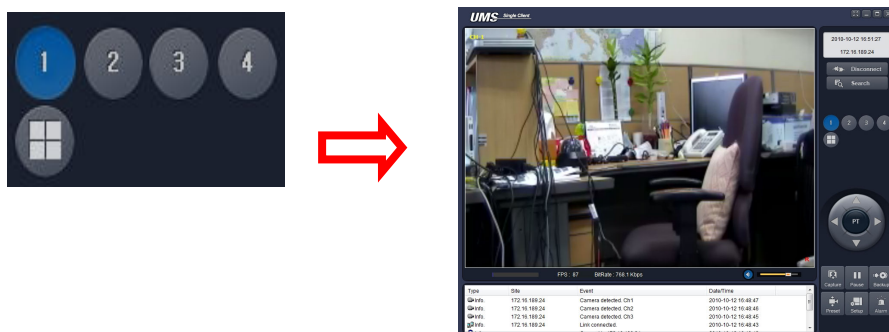 1 2 3 4
UMS Single Client
CH 1
2010-10-12 16:51:27
172.16.189.24
Disconnect
Search
1 2 3 4
PT
FPS : 87 BitRate : 768.1 Kbps
Capture Pause Backup
Preset Setup Alarm
Type Site Event Date/Time
Info. 172.16.189.24 Camera detected. Ch1 2010-10-12 16:48:47
Info. 172.16.189.24 Camera detected. Ch2 2010-10-12 16:48:46
Info. 172.16.189.24 Camera detected. Ch3 2010-10-12 16:48:45
Info. 172.16.189.24 Link connected. 2010-10-12 16:48:43